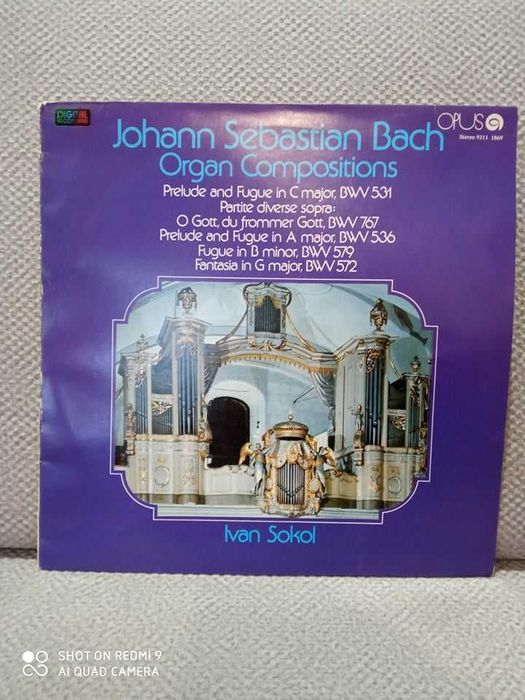 DIGITAL
RECORDING
OPUS
Stereo 9311 1869
Johann Sebastian Bach
Organ Compositions
Prelude and Fugue in C major, BWV 531
Partite diverse sopra:
O Gott, du frommer Gott, BWV 767
Prelude and Fugue in A major, BWV 536
Fugue in B minor, BWV 579
Fantasia in G major, BWV 572
Ivan Sokol
SHOT ON REDMI 9
AI QUAD CAMERA